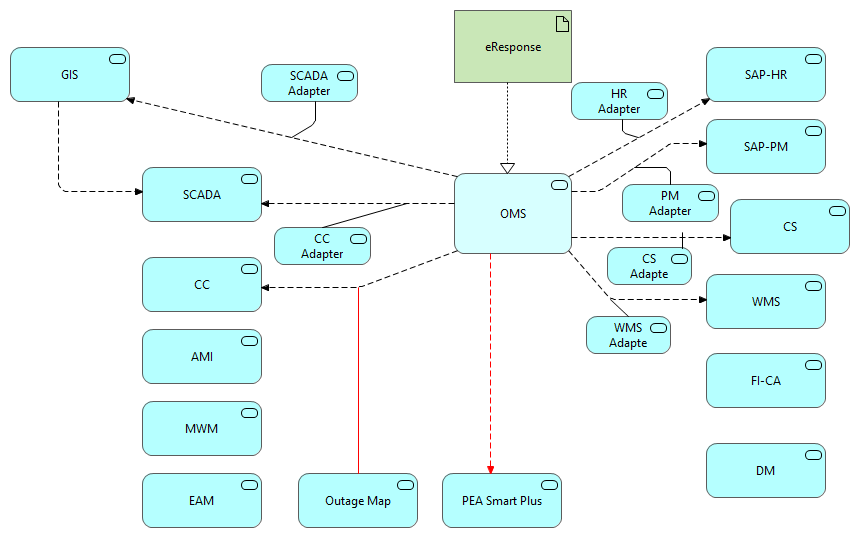 eResponse
GIS
SCADA
Adapter
HR
Adapter
SAP-HR
SAP-PM
SCADA
OMS
PM
Adapter
CS
CC
Adapter
CS
Adapte
CC
WMS
WMS
Adapte
AMI
FI-CA
MWM
DM
EAM
Outage Map
PEA Smart Plus